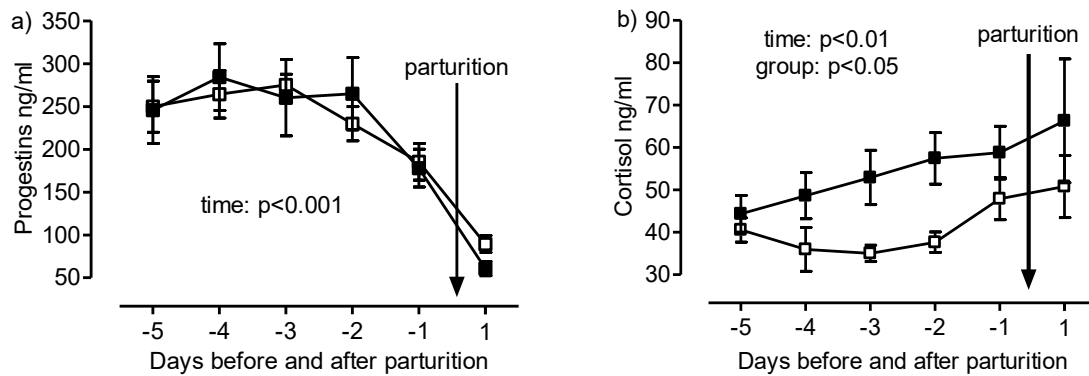 a)
Progestins ng/ml
350
300
250
200
150
100
50
parturition
time: p<0.001
-5
-4
-3
-2
-1
1
Days before and after parturition
b)
Cortisol ng/ml
90
80
70
60
50
40
30
time: p<0.01
group: p<0.05
parturition
-5
-4
-3
-2
-1
1
Days before and after parturition